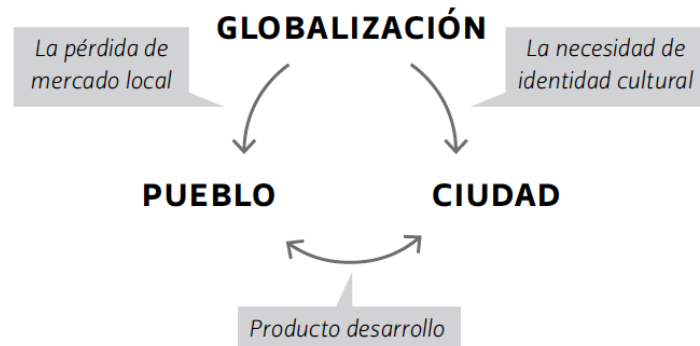 GLOBALIZACIÓN
La pérdida de
mercado local
La necesidad de
identidad cultural
PUEBLO
CIUDAD
Producto desarrollo